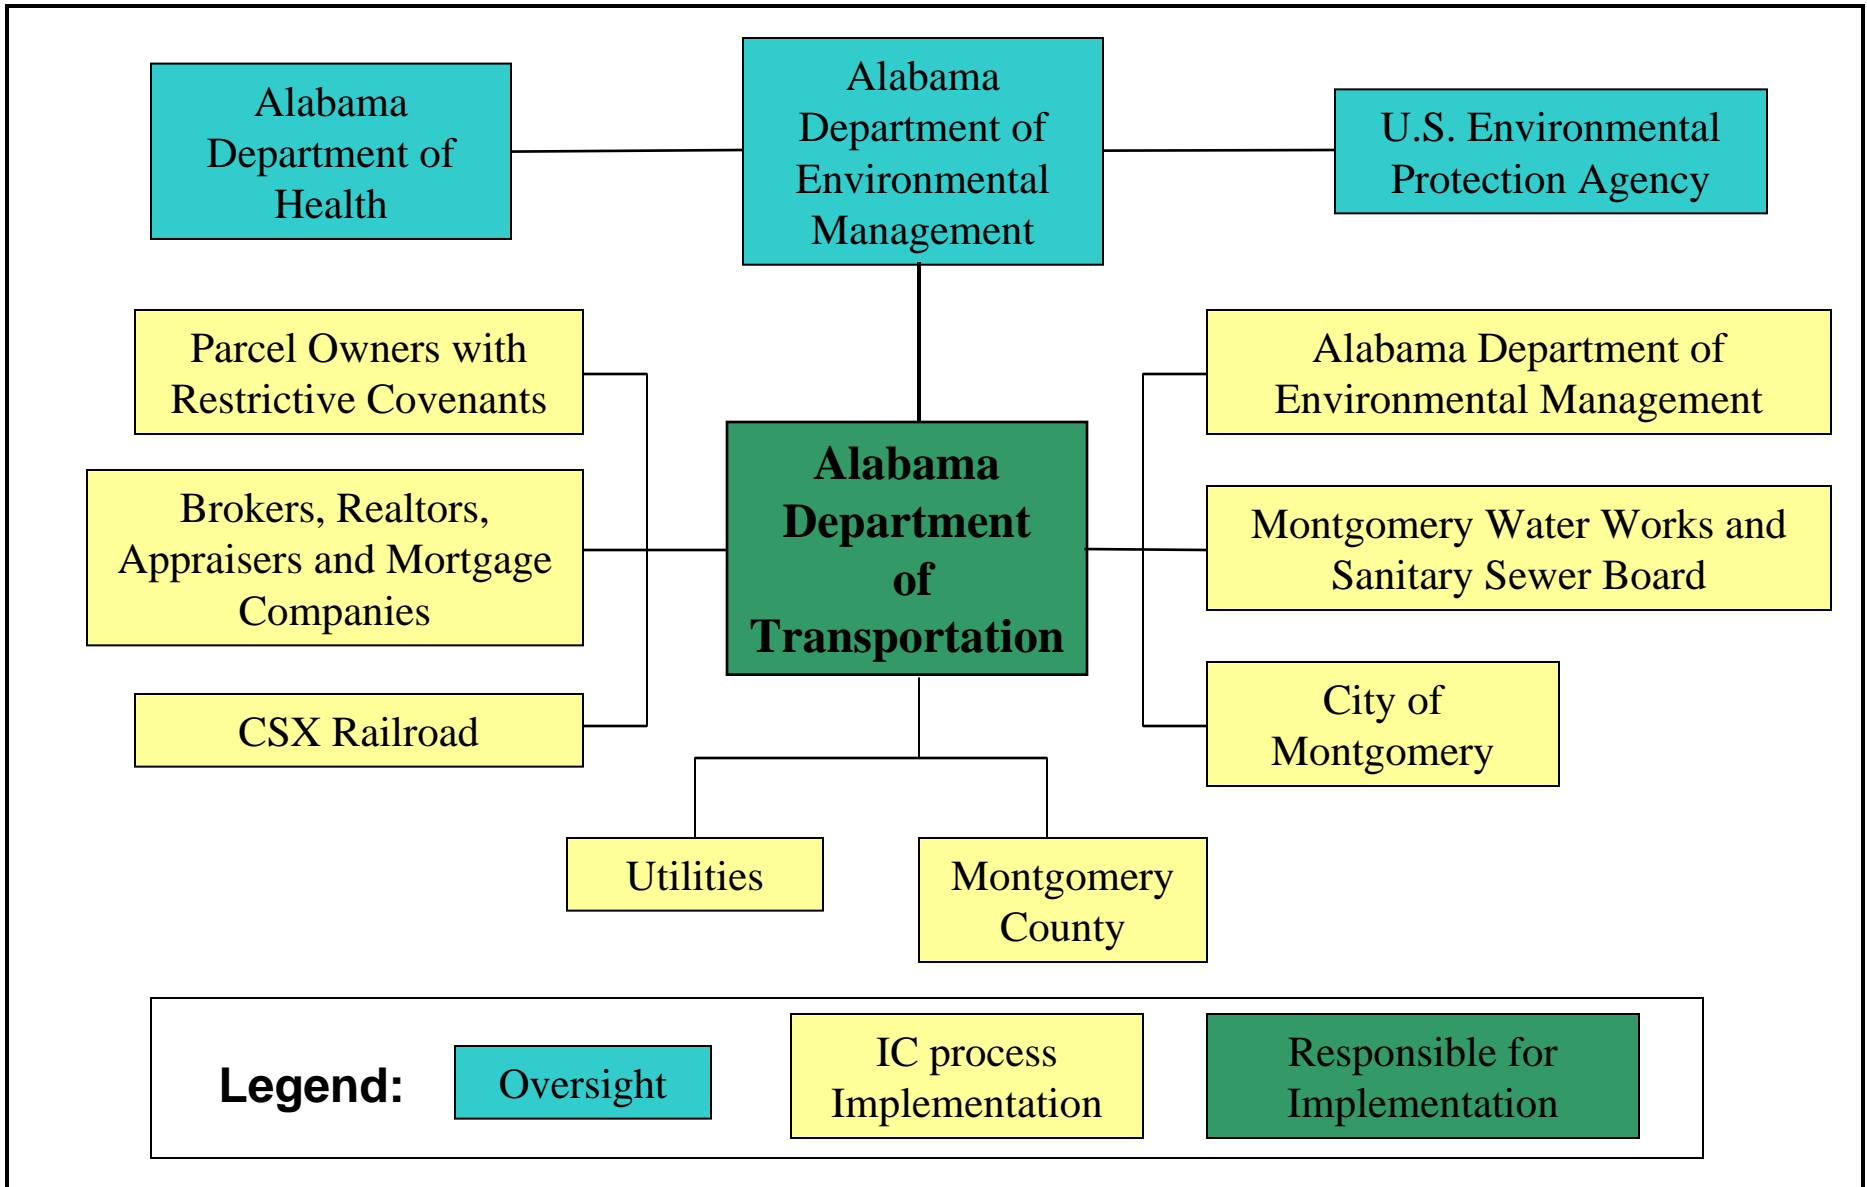 Alabama
Department of
Health
Alabama
Department of
Environmental
Management
U.S. Environmental
Protection Agency
Parcel Owners with
Restrictive Covenants
Alabama Department of
Environmental Management
Brokers, Realtors,
Appraisers and Mortgage
Companies
Alabama
Department
of
Transportation
Montgomery Water Works and
Sanitary Sewer Board
CSX Railroad
City of
Montgomery
Utilities
Montgomery
County
Legend:
Oversight
IC process
Implementation
Responsible for
Implementation